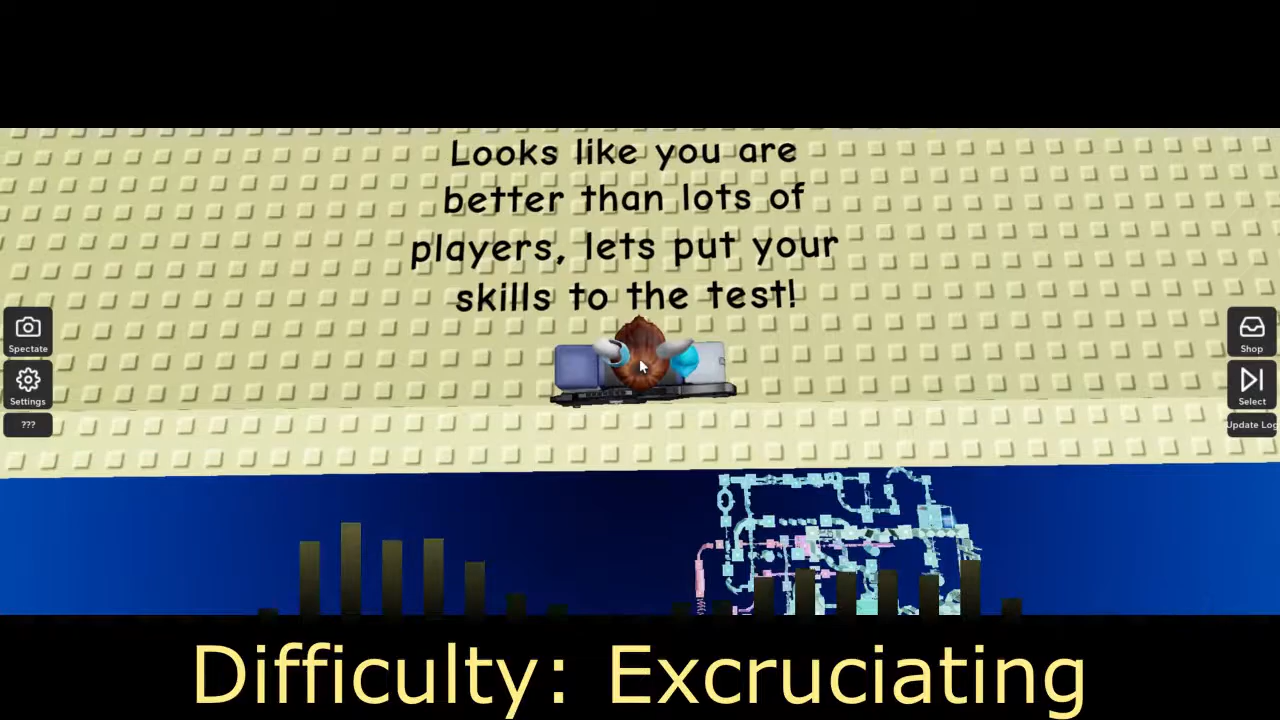 Looks like you are
better than lots of
players, lets put your
skills to the test!
Spectate
Settings
???
Shop
Select
Update Log
Difficulty: Excruciating